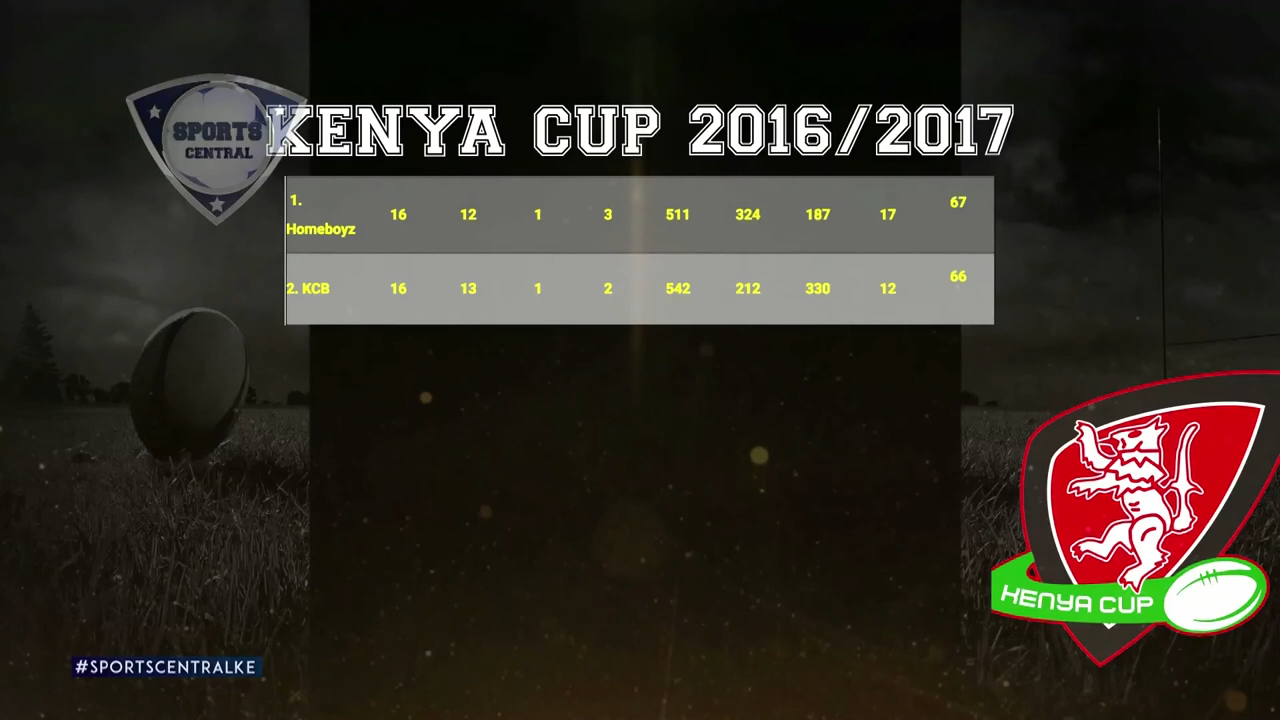 SPORTS
CENTRAL
KENYA CUP 2016/2017
1.
Homeboyz 16 12 1 3 511 324 187 17 67
2. KCB 16 13 1 2 542 212 330 12 66
KENYA CUP
#SPORTSCENTRALKE